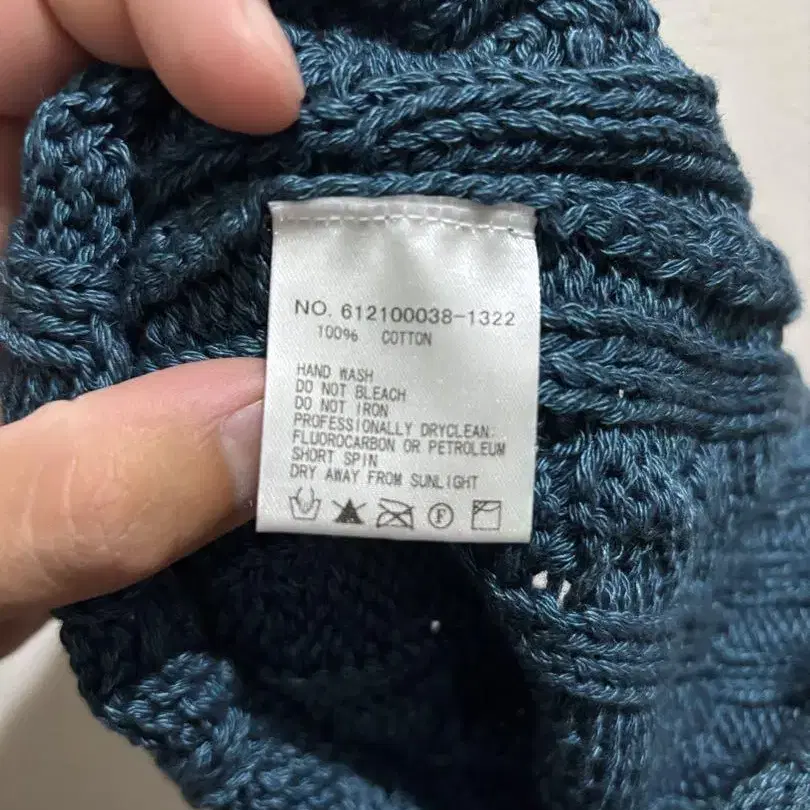 NO. 612100038-1322
100% COTTON
HAND WASH
DO NOT BLEACH
DO NOT IRON
PROFESSIONALLY DRYCLEAN:
FLUOROCARBON OR PETROLEUM
SHORT SPIN
DRY AWAY FROM SUNLIGHT
F